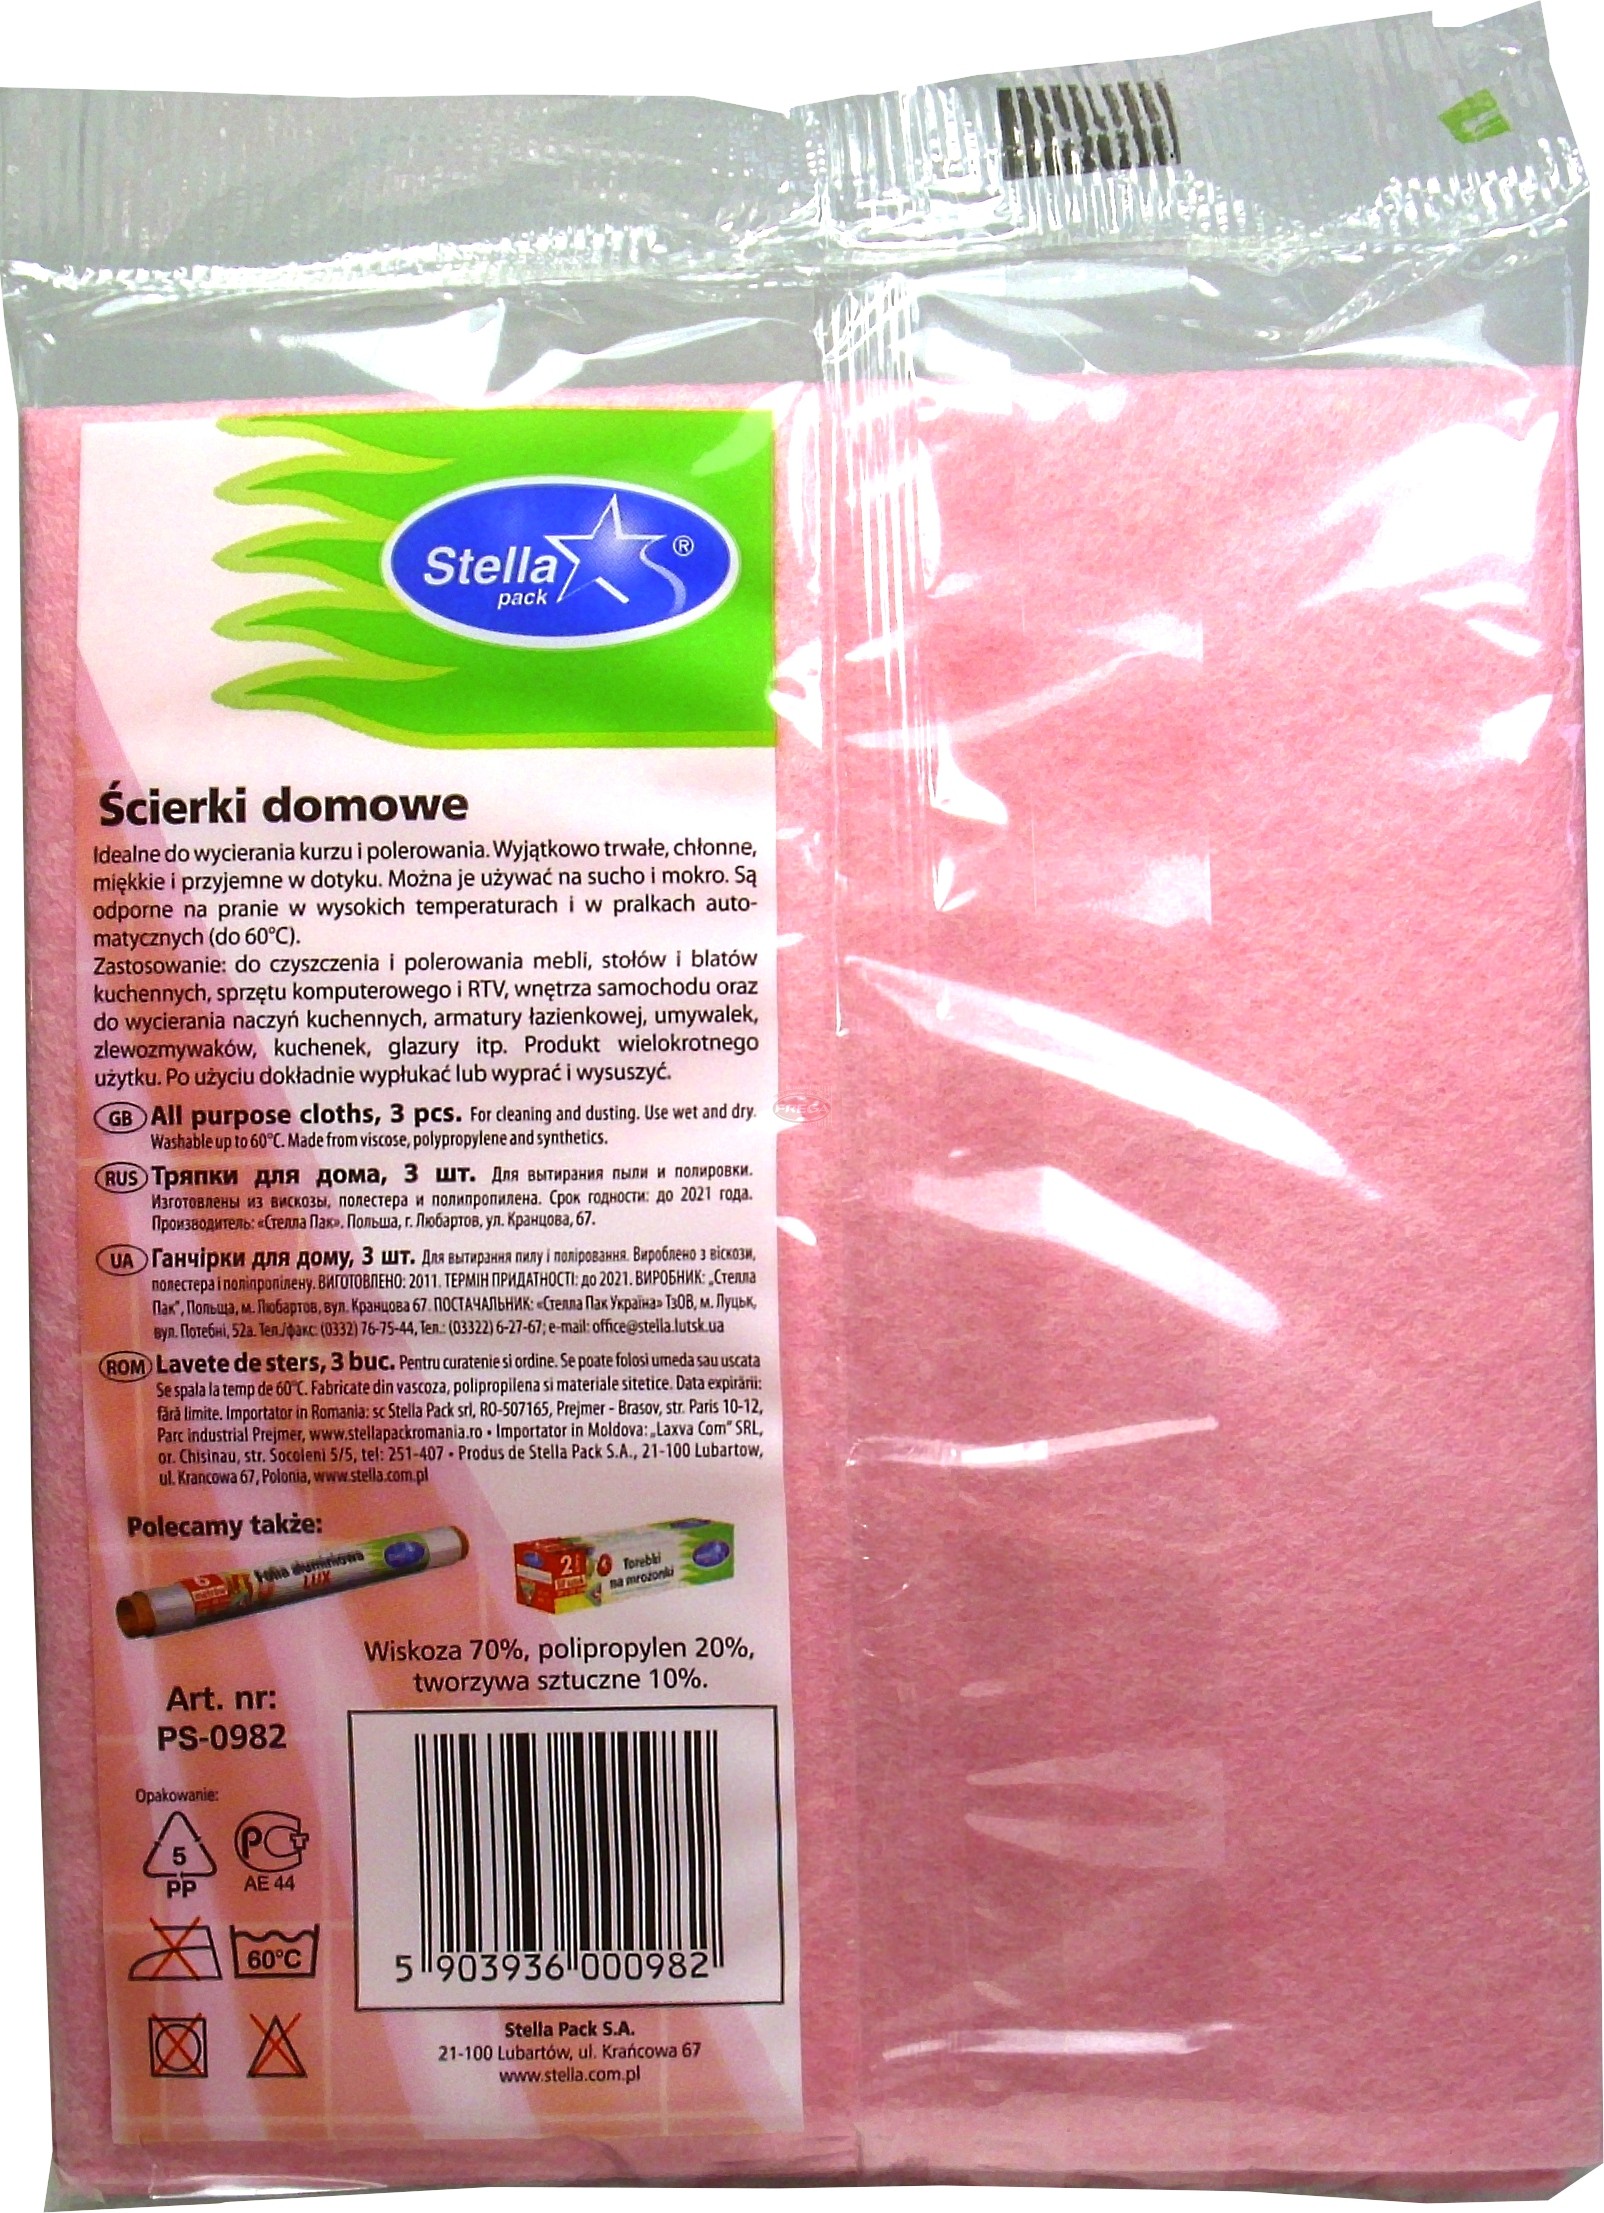 Stella
pack
®
Ścierki domowe
Idealne do wycierania kurzu i polerowania. Wyjątkowo trwałe, chłonne,
miękkie i przyjemne w dotyku. Można je używać na sucho i mokro. Są
odporne na pranie w wysokich temperaturach i w pralkach auto-
matycznych (do 60°C).
Zastosowanie: do czyszczenia i polerowania mebli, stołów i blatów
kuchennych, sprzętu komputerowego i RTV, wnętrza samochodu oraz
do wycierania naczyń kuchennych, armatury łazienkowej, umywalek,
zlewozmywaków, kuchenek, glazury itp. Produkt wielokrotnego
użytku. Po użyciu dokładnie wypłukać lub wyprać i wysuszyć.
GB All purpose cloths, 3 pcs. For cleaning and dusting. Use wet and dry.
Washable up to 60°C. Made from viscose, polypropylene and synthetics.
RUS Тряпки для дома, 3 шт. Для вытирания пыли и полировки.
Изготовлены из вискозы, полестера и полипропилена. Срок годности: до 2021 года.
Производитель: «Стелла Пак». Польша, г. Любартов, ул. Кранцова, 67.
UA Ганчірки для дому, 3 шт. Для вытирання пилу і полірования. Вироблено з віскози,
полестера і поліпропілену. ВИГОТОВЛЕНО: 2011. ТЕРМІН ПРИДАТНОСТІ: до 2021. ВИРОБНИК: „Стелла
Пак”, Польща, м. Любартов, вул. Кранцова 67. ПОСТАЧАЛЬНИК: «Стелла Пак Україна» ТзОВ, м. Луцьк,
вул. Потебні, 52а. Тел./факс: (0332) 76-75-44, Тел.: (03322) 6-27-67; e-mail: office@stella.lutsk.ua
ROM Lavete de sters, 3 buc. Pentru curatenie si ordine. Se poate folosi umeda sau uscata
Se spala la temp de 60°C. Fabricate din vascoza, polipropilena si materiale sitetice. Data expirării:
fără limite. Importator in Romania: sc Stella Pack srl, RO-507165, Prejmer - Brasov, str. Paris 10-12,
Parc industrial Prejmer, www.stellapackromania.ro • Importator in Moldova: „Laxva Com” SRL,
or. Chisinau, str. Socoleni 5/5, tel: 251-407 • Produs de Stella Pack S.A., 21-100 Lubartow,
ul. Krancowa 67, Polonia, www.stella.com.pl
Polecamy także:
Folia aluminiowa
LUX
6
Torebki
na mrożonki
2
Wiskoza 70%, polipropylen 20%,
tworzywa sztuczne 10%.
Art. nr:
PS-0982
Opakowanie:
5
PP
РСТ
AE 44
60°C
5 903936 000982
Stella Pack S.A.
21-100 Lubartów, ul. Krańcowa 67
www.stella.com.pl